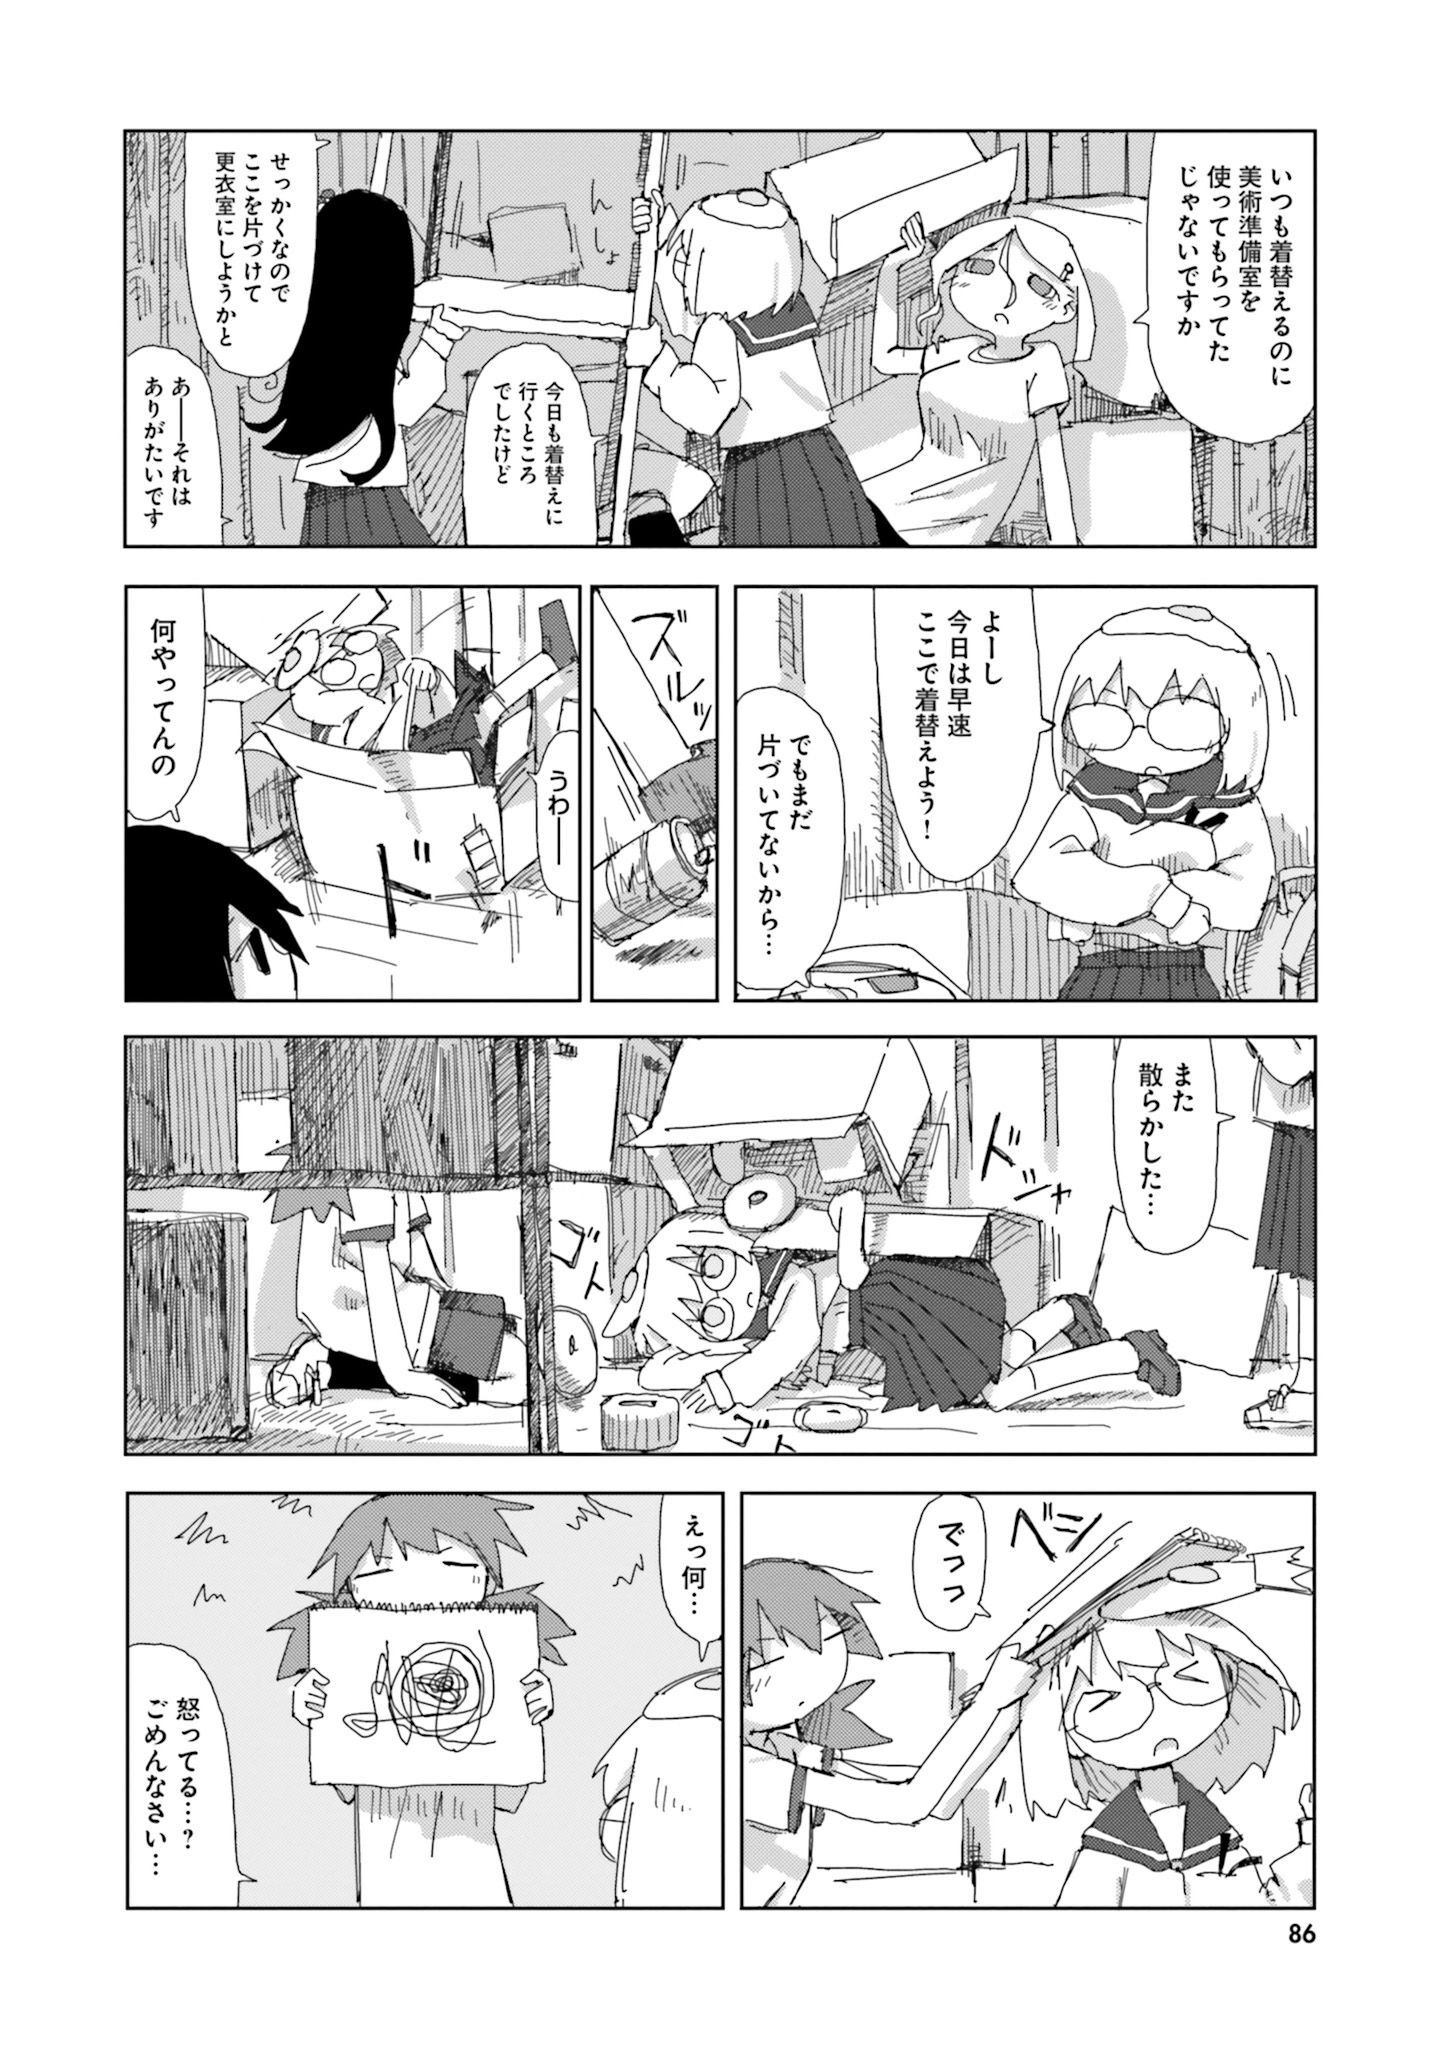 いつも着替えるのに
美術準備室を
使ってもらってた
じゃないですか
んしょ
今日も着替えに
行くところ
でしたけど
せっかくなので
ここを片づけて
更衣室にしようかと
あ――それは
ありがたいです
よーし
今日は早速
ここで着替えよう！
でもまだ
片づいてないから…
ズルッ
うわ――
ドッ
何やってんの
また
散らかした…
ドジャ
ゴト
ゴト
ベシ
でっっっ
えっ何…
怒ってる…？
ごめんなさい…
86